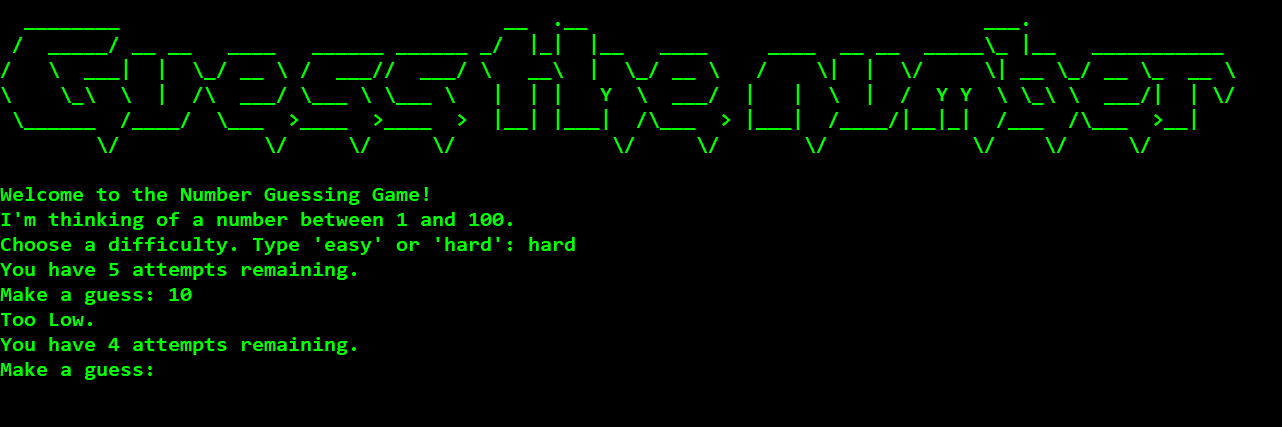 Guess the number
Welcome to the Number Guessing Game!
I'm thinking of a number between 1 and 100.
Choose a difficulty. Type 'easy' or 'hard': hard
You have 5 attempts remaining.
Make a guess: 10
Too Low.
You have 4 attempts remaining.
Make a guess: